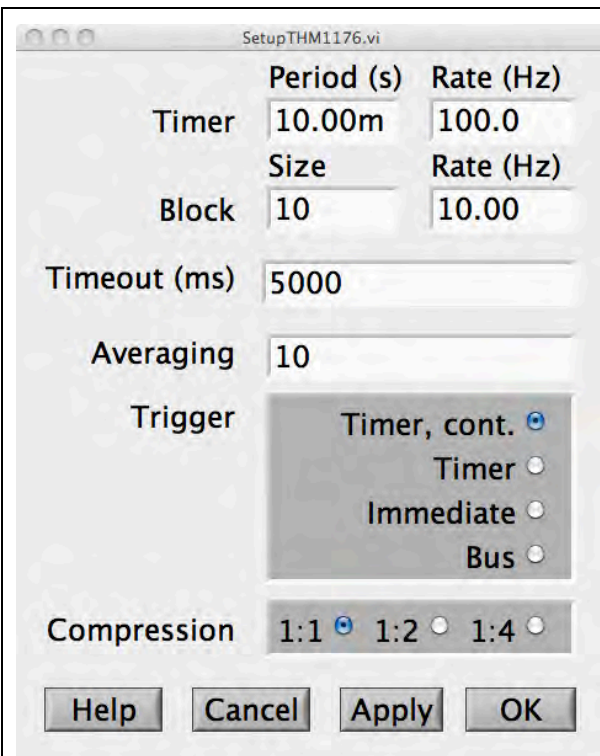 SetupTHM1176.vi
Period (s) Rate (Hz)
Timer 10.00m 100.0
Size Rate (Hz)
Block 10 10.00
Timeout (ms) 5000
Averaging 10
Trigger Timer, cont.
Timer
Immediate
Bus
Compression 1:1 1:2 1:4
Help Cancel Apply OK